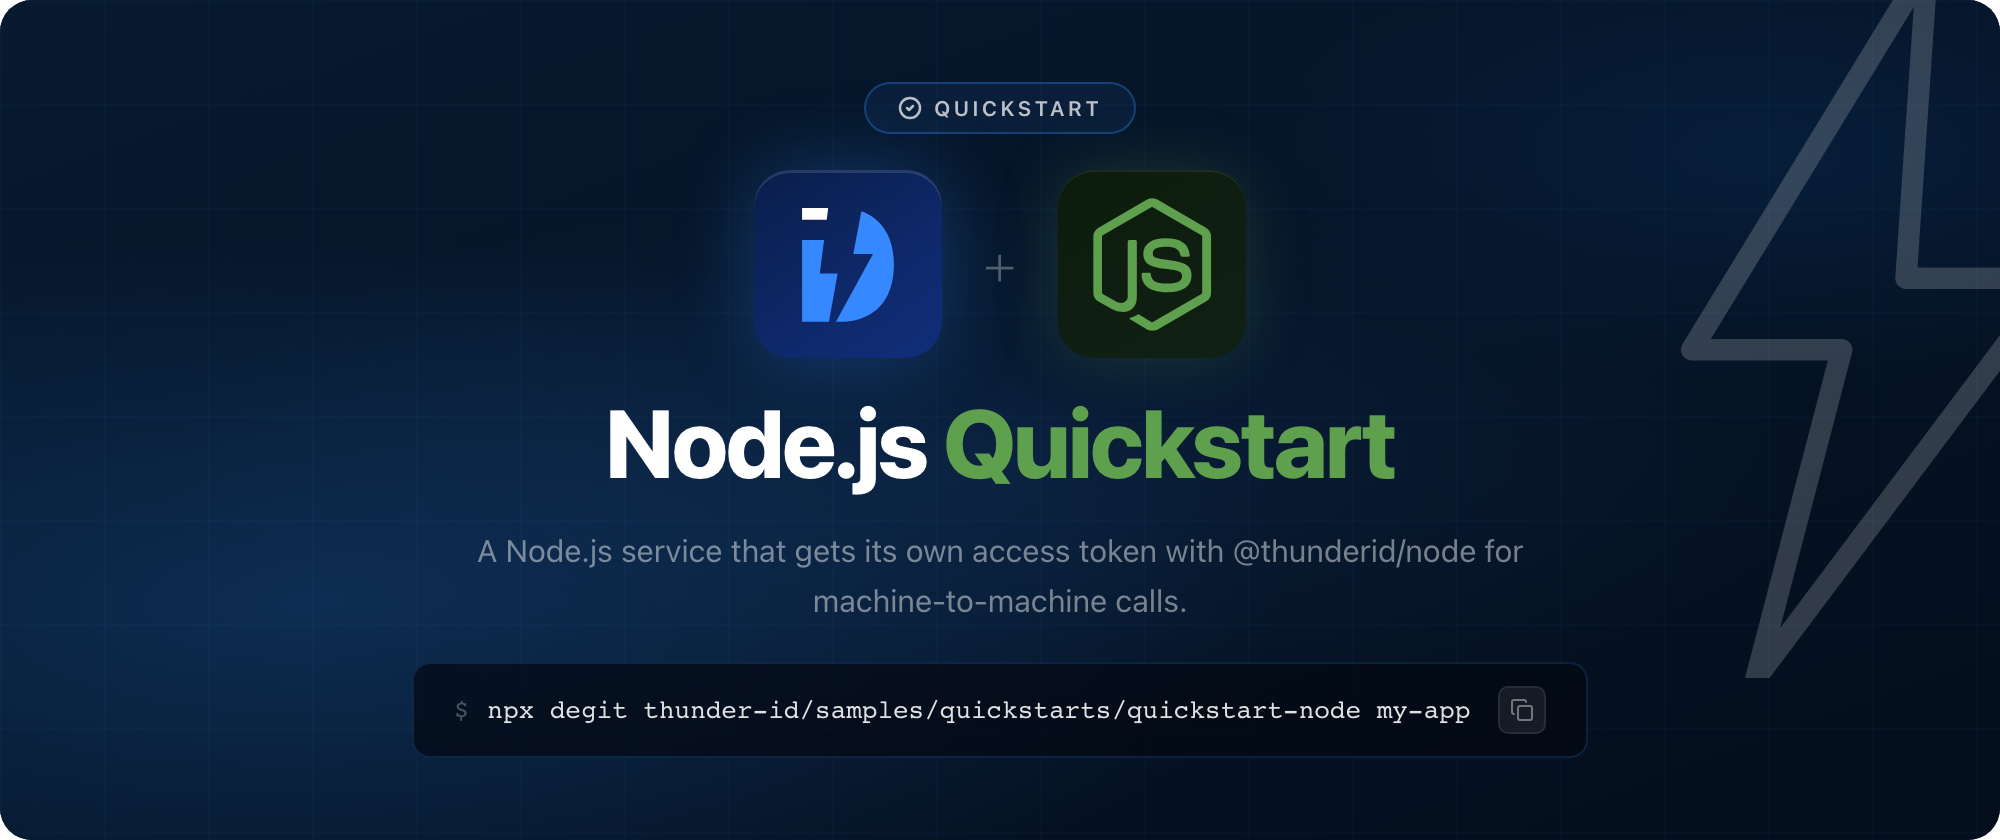 QUICKSTART
JS
Node.js Quickstart
A Node.js service that gets its own access token with @thunderid/node for
machine-to-machine calls.
$ npx degit thunder-id/samples/quickstarts/quickstart-node my-app